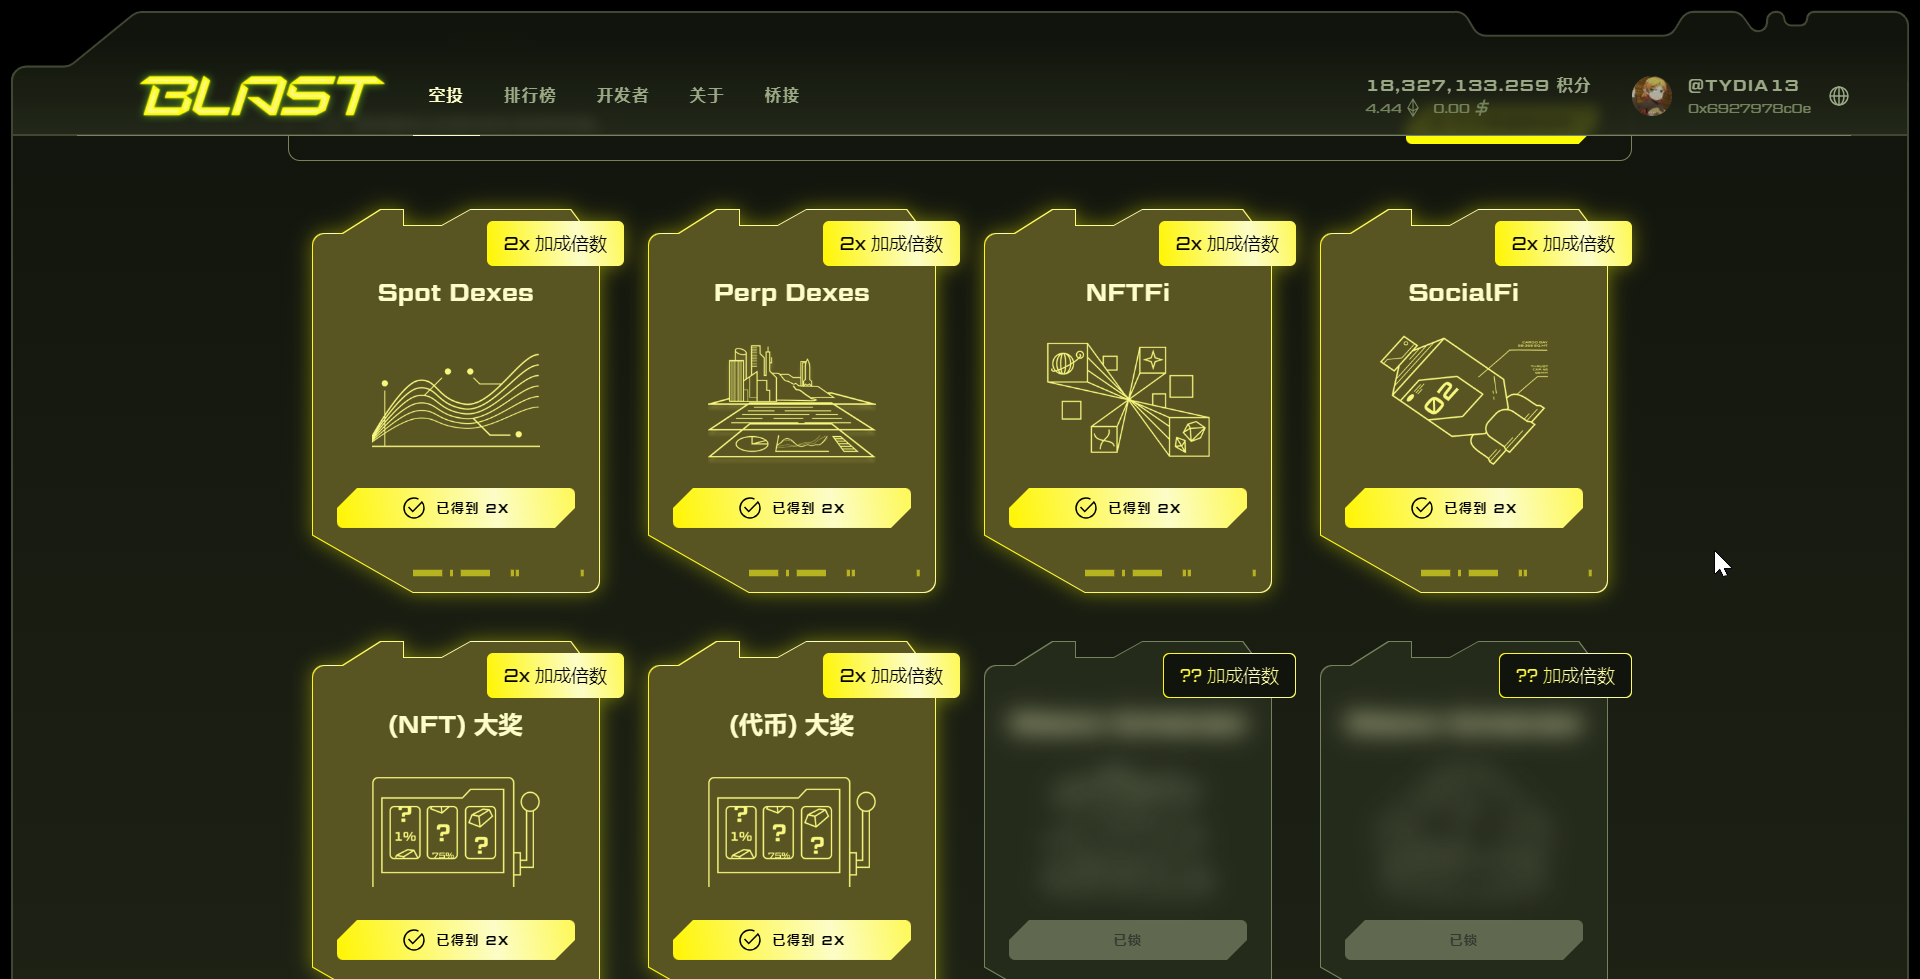 BLAST
空投
排行榜
开发者
关于
桥接
18,327,133.259 积分
4.44
0.00 $
@TYDIA13
0x6927978c0e
2x 加成倍数
Spot Dexes
已得到 2X
2x 加成倍数
Perp Dexes
已得到 2X
2x 加成倍数
NFTFi
已得到 2X
2x 加成倍数
SocialFi
02
已得到 2X
2x 加成倍数
(NFT) 大奖
?
1%
?
75%
?
已得到 2X
2x 加成倍数
(代币) 大奖
?
1%
?
75%
?
已得到 2X
?? 加成倍数
已锁
?? 加成倍数
已锁